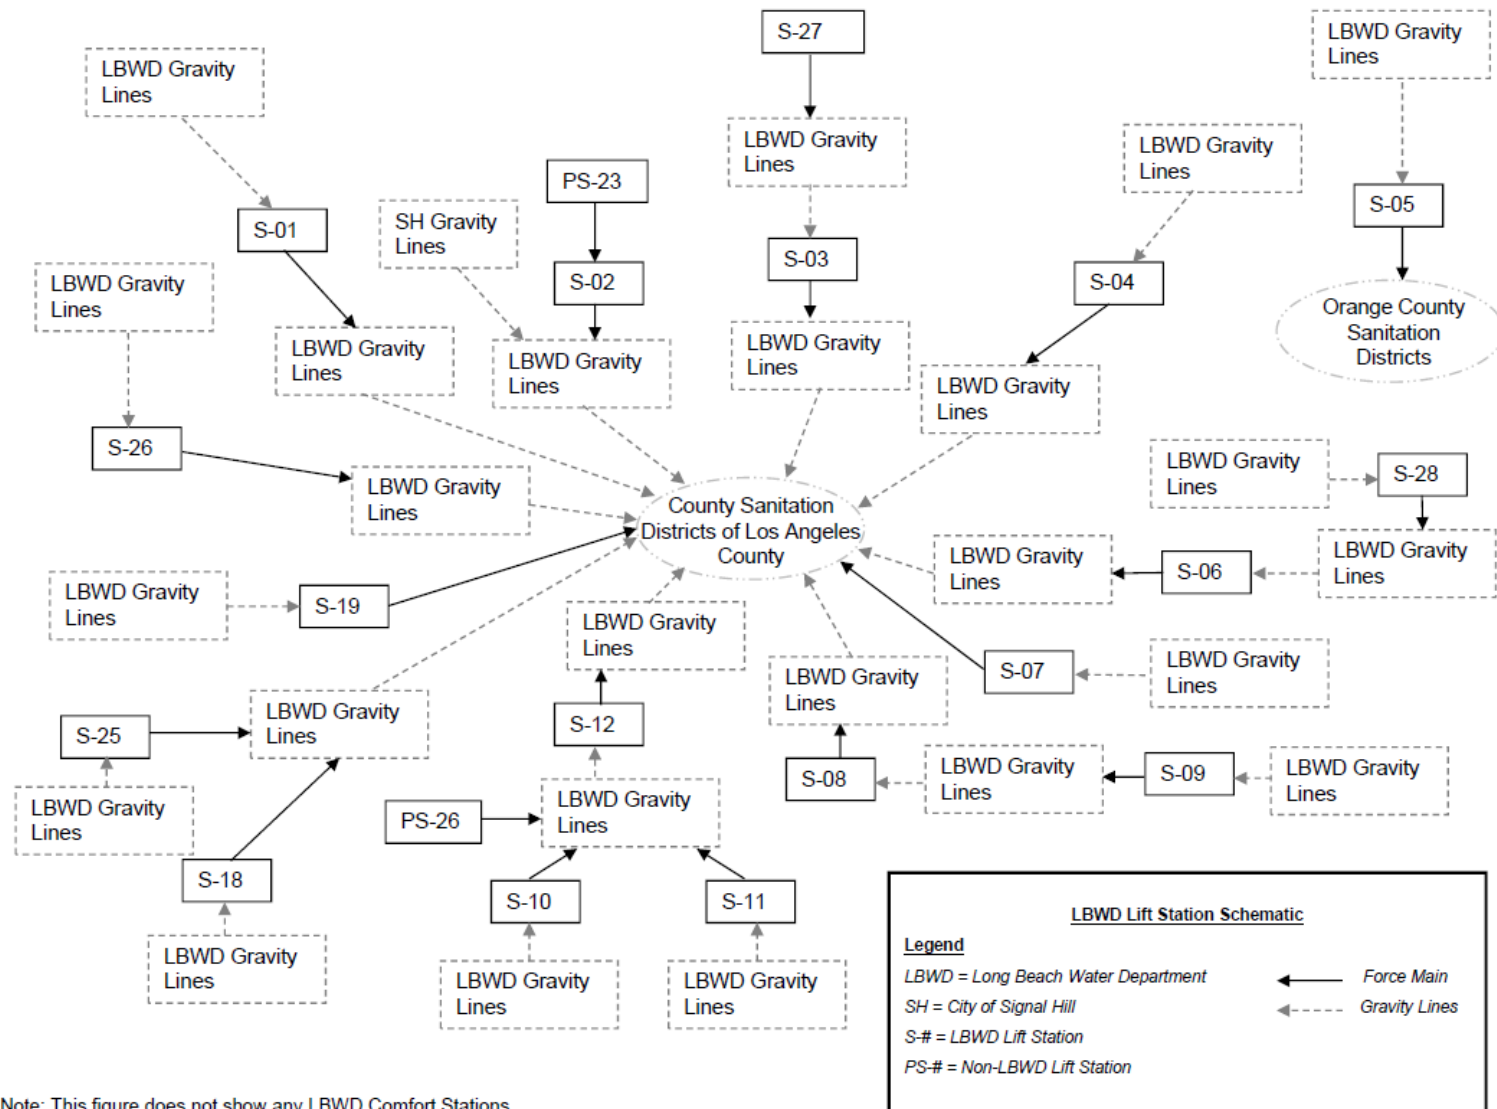 S-27
LBWD Gravity
Lines
LBWD Gravity
Lines
LBWD Gravity
Lines
LBWD Gravity
Lines
PS-23
S-05
S-01
SH Gravity
Lines
S-03
S-02
S-04
LBWD Gravity
Lines
Orange County
Sanitation
Districts
LBWD Gravity
Lines
LBWD Gravity
Lines
LBWD Gravity
Lines
LBWD Gravity
Lines
S-26
LBWD Gravity
Lines
S-28
LBWD Gravity
Lines
County Sanitation
Districts of Los Angeles
County
LBWD Gravity
Lines
S-06
LBWD Gravity
Lines
LBWD Gravity
Lines
S-19
LBWD Gravity
Lines
LBWD Gravity
Lines
S-07
LBWD Gravity
Lines
LBWD Gravity
Lines
S-25
S-12
S-08
LBWD Gravity
Lines
S-09
LBWD Gravity
Lines
LBWD Gravity
Lines
PS-26
LBWD Gravity
Lines
S-18
S-10
S-11
LBWD Gravity
Lines
LBWD Gravity
Lines
LBWD Gravity
Lines
LBWD Lift Station Schematic
Legend
LBWD = Long Beach Water Department
Force Main
SH = City of Signal Hill
Gravity Lines
S-# = LBWD Lift Station
PS-# = Non-LBWD Lift Station
Note: This figure does not show any LBWD Comfort Stations